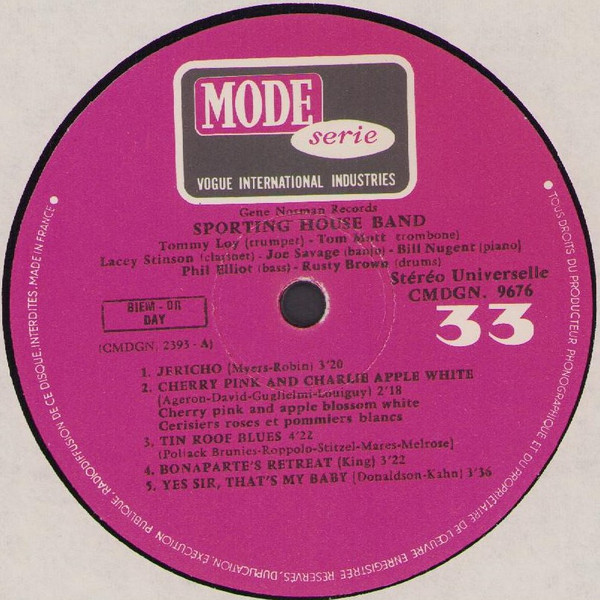 MODE
serie
VOGUE INTERNATIONAL INDUSTRIES
Gene Norman Records
SPORTING HOUSE BAND
Tommy Loy (trumpet) - Tom Mott (trombone)
Lacey Stinson (clarinet) - Joe Savage (banjo) - Bill Nugent (piano)
Phil Elliot (bass) - Rusty Brown (drums)
Stéréo Universelle
CMDGN. 9676
33
BIEM - DR
DAY
(CMDGN. 2393 - A)
1. JERICHO (Myers-Robin) 3'20
2. CHERRY PINK AND CHARLIE APPLE WHITE
(Ageron-David-Guglielmi-Louiguy) 2'18
Cherry pink and apple blossom white
Cerisiers roses et pommiers blancs
3. TIN ROOF BLUES 4'22
(Pollack Brunies-Roppolo-Stitzel-Mares-Melrose)
4. BONAPARTE'S RETREAT (King) 3'22
5. YES SIR, THAT'S MY BABY (Donaldson-Kahn) 3'36
TOUS DROITS DU PRODUCTEUR PHONOGRAPHIQUE ET DU PROPRIÉTAIRE DE L'ŒUVRE ENREGISTRÉE RÉSERVÉS. DUPLICATION, EXÉCUTION PUBLIQUE, RADIODIFFUSION DE CE DISQUE, INTERDITES. MADE IN FRANCE